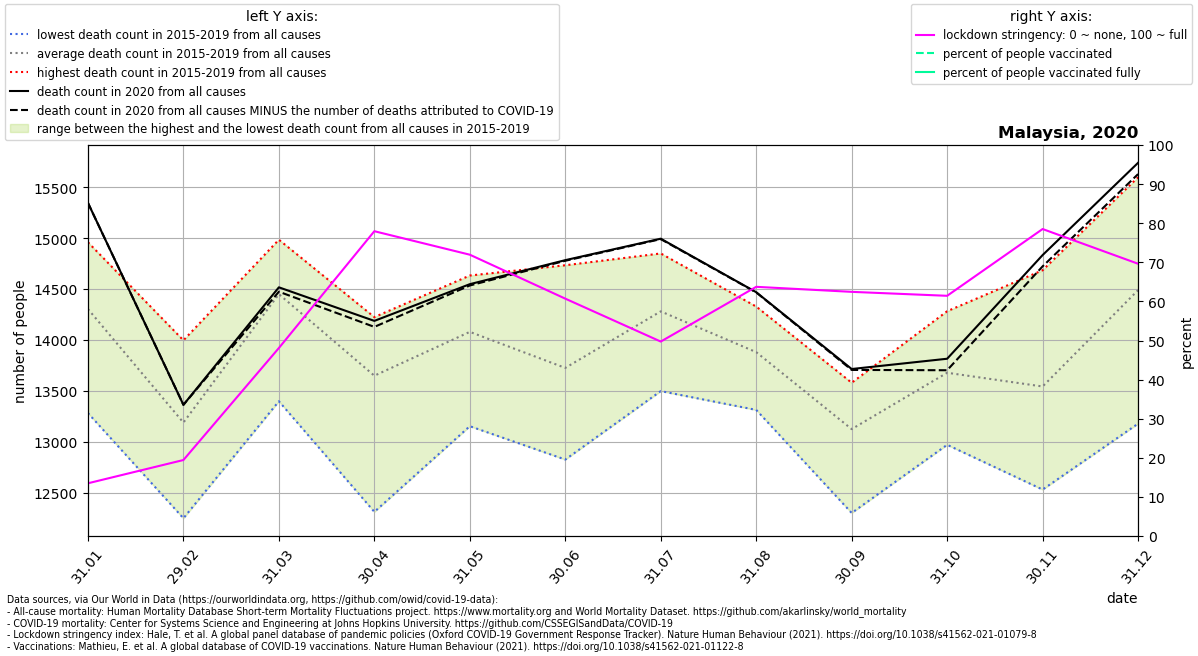 left Y axis:
lowest death count in 2015-2019 from all causes
average death count in 2015-2019 from all causes
highest death count in 2015-2019 from all causes
death count in 2020 from all causes
death count in 2020 from all causes MINUS the number of deaths attributed to COVID-19
range between the highest and the lowest death count from all causes in 2015-2019
right Y axis:
lockdown stringency: 0 ~ none, 100 ~ full
percent of people vaccinated
percent of people vaccinated fully
Malaysia, 2020
number of people
15500
15000
14500
14000
13500
13000
12500
100
90
80
70
60
50
40
30
20
10
0
percent
31.01
29.02
31.03
30.04
31.05
30.06
31.07
31.08
30.09
31.10
30.11
31.12
date
Data sources, via Our World in Data (https://ourworldindata.org, https://github.com/owid/covid-19-data):
- All-cause mortality: Human Mortality Database Short-term Mortality Fluctuations project. https://www.mortality.org and World Mortality Dataset. https://github.com/akarlinsky/world_mortality
- COVID-19 mortality: Center for Systems Science and Engineering at Johns Hopkins University. https://github.com/CSSEGISandData/COVID-19
- Lockdown stringency index: Hale, T. et al. A global panel database of pandemic policies (Oxford COVID-19 Government Response Tracker). Nature Human Behaviour (2021). https://doi.org/10.1038/s41562-021-01079-8
- Vaccinations: Mathieu, E. et al. A global database of COVID-19 vaccinations. Nature Human Behaviour (2021). https://doi.org/10.1038/s41562-021-01122-8